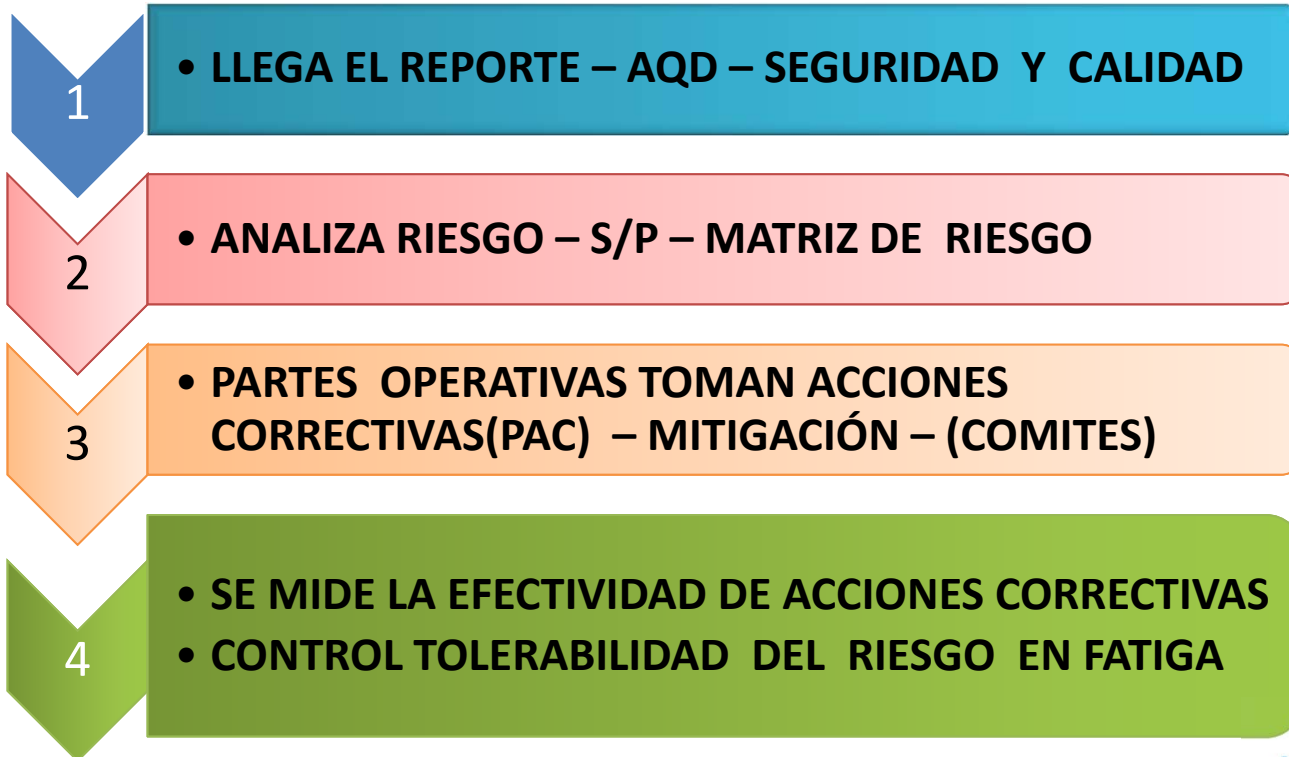 1
• LLEGA EL REPORTE – AQD – SEGURIDAD Y CALIDAD
2
• ANALIZA RIESGO – S/P – MATRIZ DE RIESGO
3
• PARTES OPERATIVAS TOMAN ACCIONES
CORRECTIVAS(PAC) – MITIGACIÓN – (COMITES)
4
• SE MIDE LA EFECTIVIDAD DE ACCIONES CORRECTIVAS
• CONTROL TOLERABILIDAD DEL RIESGO EN FATIGA